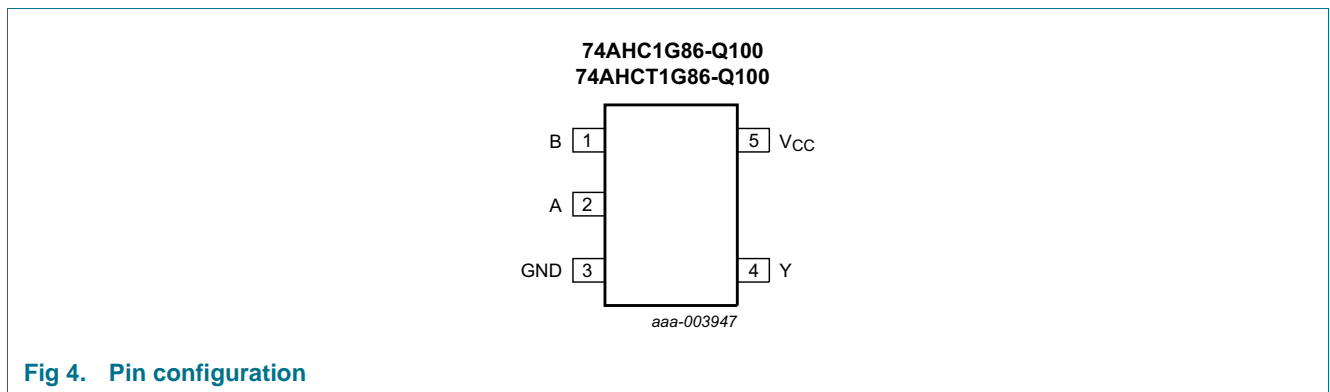 74AHC1G86-Q100
74AHCT1G86-Q100
B 1
5 VCC
A 2
GND 3
4 Y
aaa-003947
Fig 4. Pin configuration